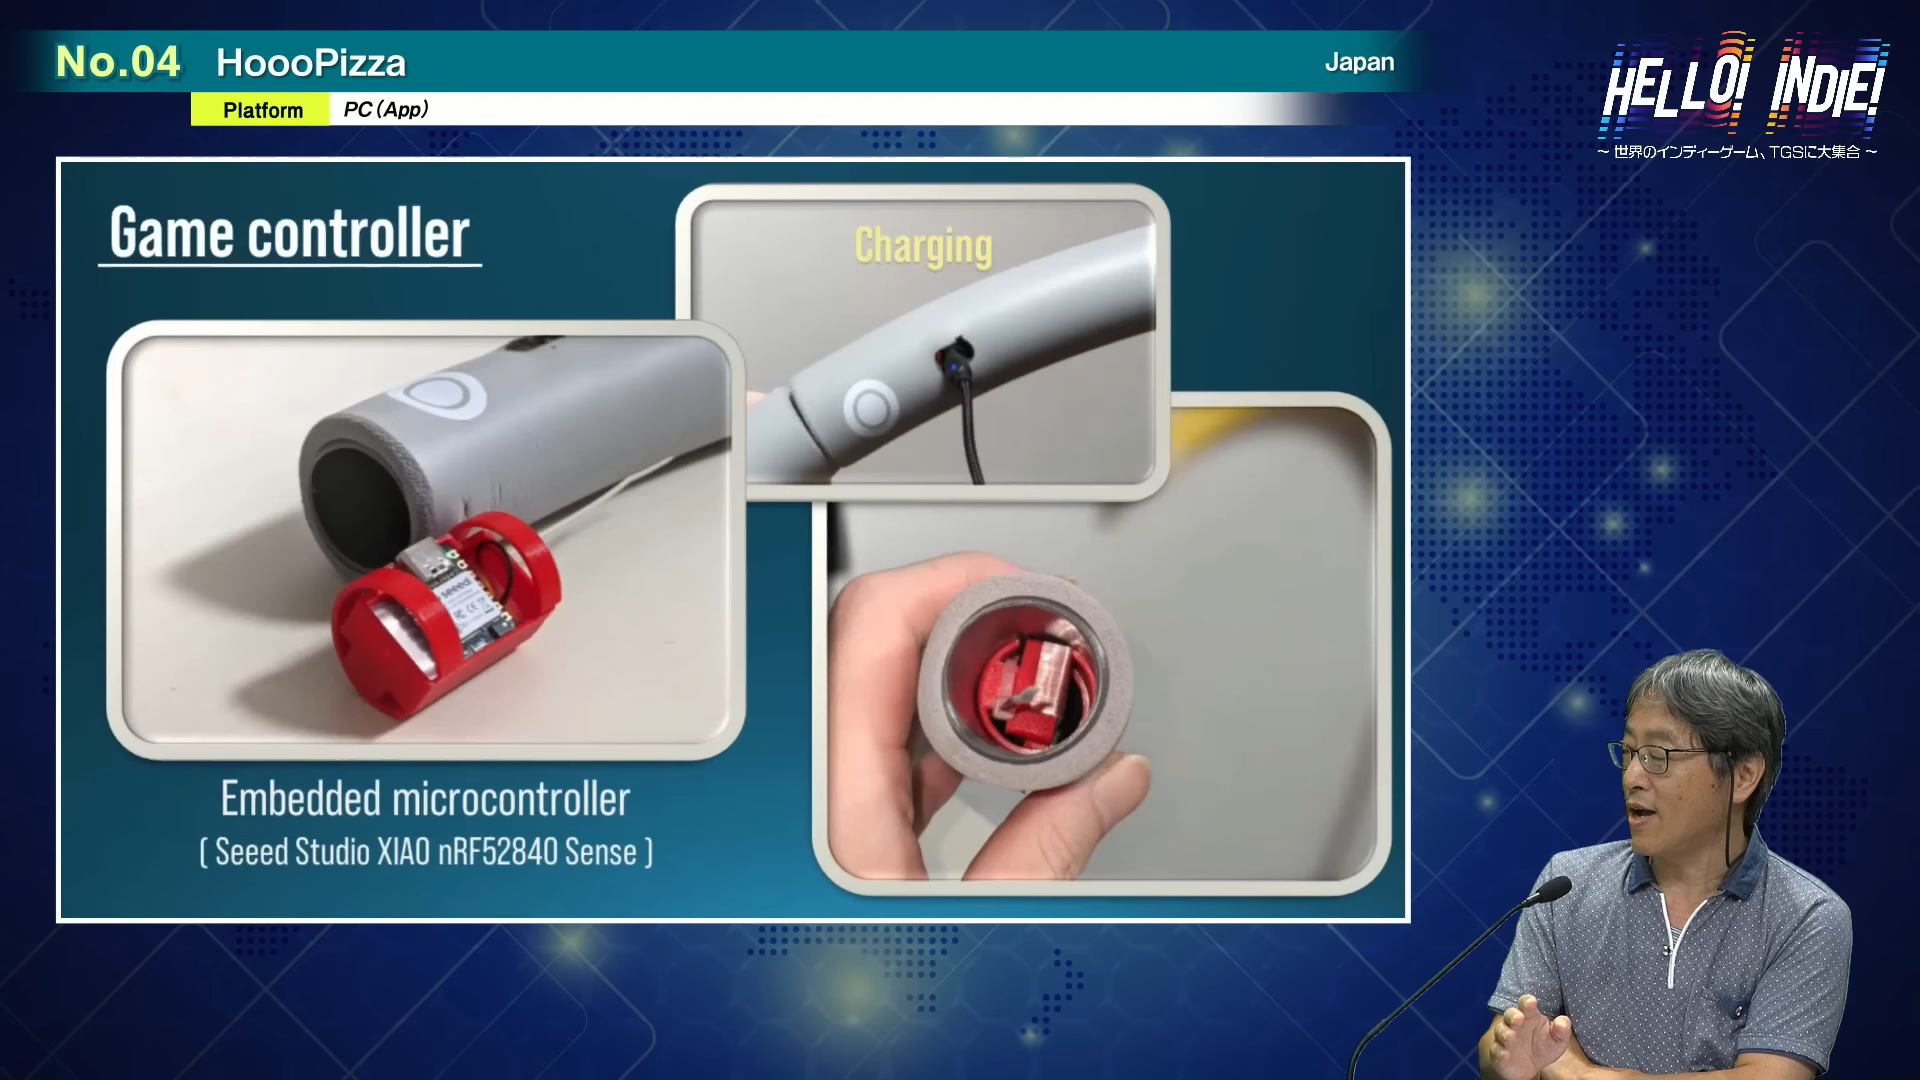 No.04 HoooPizza Japan
Platform PC(App)
HELLO! INDIE!
~ 世界のインディーゲーム、TGSに大集合 ~
Game controller
Charging
seeed
Embedded microcontroller
( Seeed Studio XIAO nRF52840 Sense )